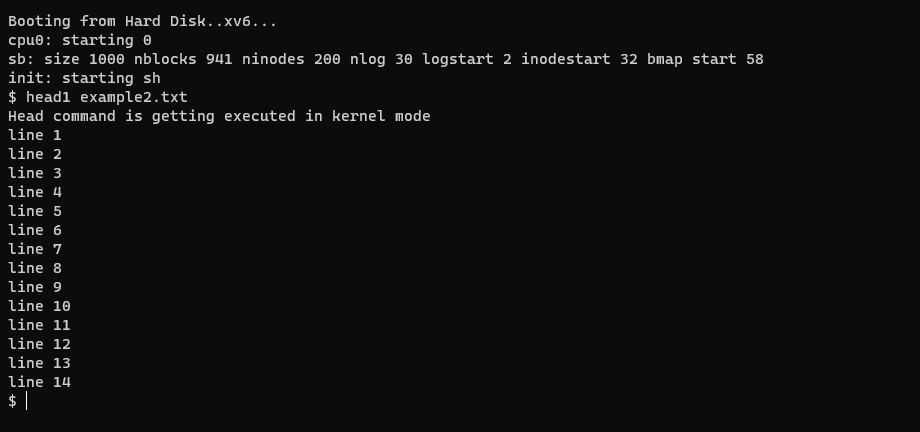 Booting from Hard Disk..xv6...
cpu0: starting 0
sb: size 1000 nblocks 941 ninodes 200 nlog 30 logstart 2 inodestart 32 bmap start 58
init: starting sh
$ head1 example2.txt
Head command is getting executed in kernel mode
line 1
line 2
line 3
line 4
line 5
line 6
line 7
line 8
line 9
line 10
line 11
line 12
line 13
line 14
$